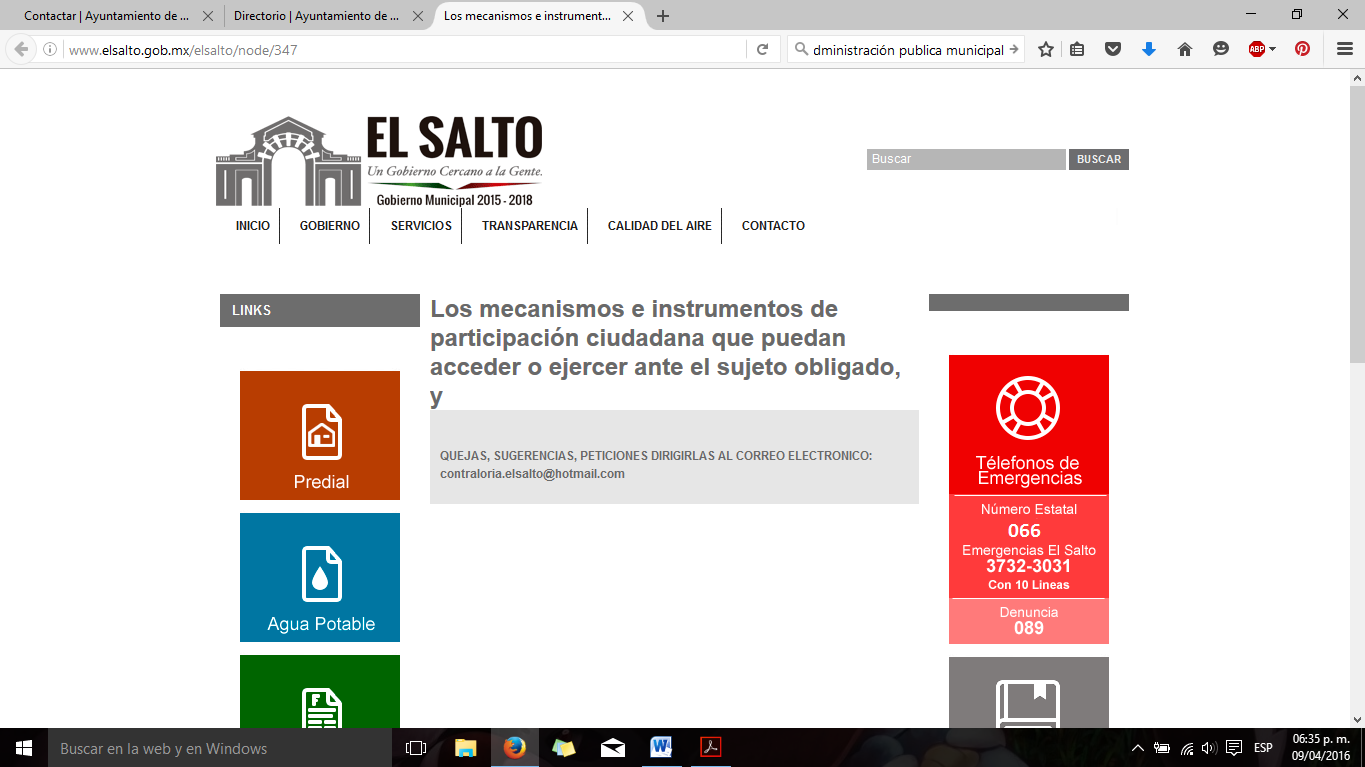 Contactar | Ayuntamiento de ...
Directorio | Ayuntamiento de ...
Los mecanismos e instrument...
www.elsalto.gob.mx/elsalto/node/347
dministración publica municipal
ABP
EL SALTO
Un Gobierno Cercano a la Gente.
Gobierno Municipal 2015 - 2018
Buscar
BUSCAR
INICIO
GOBIERNO
SERVICIOS
TRANSPARENCIA
CALIDAD DEL AIRE
CONTACTO
LINKS
Predial
Agua Potable
F
Los mecanismos e instrumentos de
participación ciudadana que puedan
acceder o ejercer ante el sujeto obligado,
y
QUEJAS, SUGERENCIAS, PETICIONES DIRIGIRLAS AL CORREO ELECTRONICO:
contraloria.elsalto@hotmail.com
Télefonos de
Emergencias
Número Estatal
066
Emergencias El Salto
3732-3031
Con 10 Lineas
Denuncia
089
Buscar en la web y en Windows
ESP
06:35 p. m.
09/04/2016